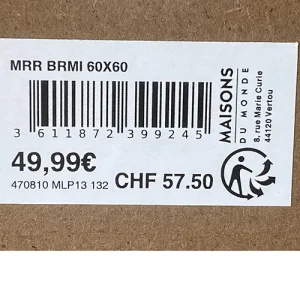 MRR BRMI 60X60
3 611872 399245
49,99€
CHF 57.50
470810 MLP13 132
MAISONS
DU MONDE
8, rue Marie Curie
44120 Vertou